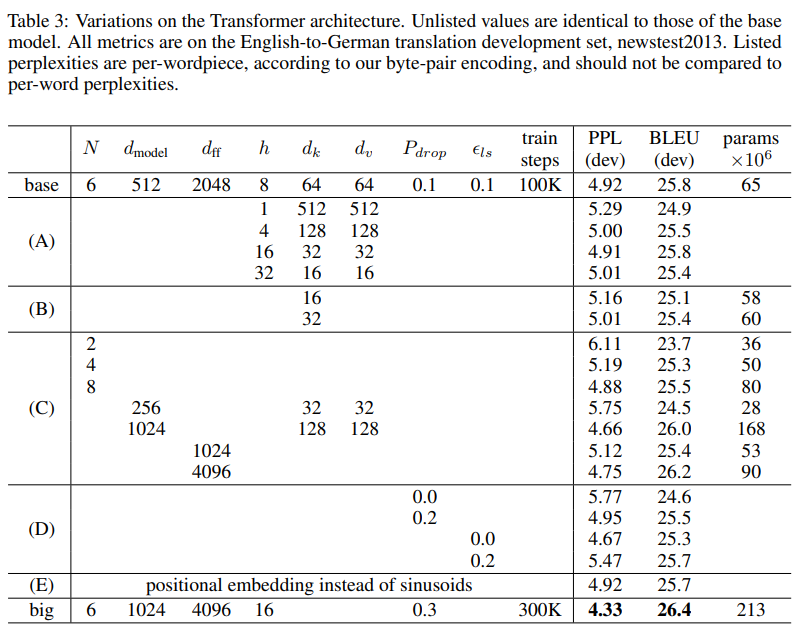 Table 3: Variations on the Transformer architecture. Unlisted values are identical to those of the base
model. All metrics are on the English-to-German translation development set, newstest2013. Listed
perplexities are per-wordpiece, according to our byte-pair encoding, and should not be compared to
per-word perplexities.
N d_model d_ff h d_k d_v P_drop ϵ_ls train steps PPL (dev) BLEU (dev) params ×10^6
base 6 512 2048 8 64 64 0.1 0.1 100K 4.92 25.8 65
(A)
1 512 512 5.29 24.9
4 128 128 5.00 25.5
16 32 32 4.91 25.8
32 16 16 5.01 25.4
(B)
16 5.16 25.1 58
32 5.01 25.4 60
(C)
2 6.11 23.7 36
4 5.19 25.3 50
8 4.88 25.5 80
256 32 32 5.75 24.5 28
1024 128 128 4.66 26.0 168
1024 5.12 25.4 53
4096 4.75 26.2 90
(D)
0.0 5.77 24.6
0.2 4.95 25.5
0.0 4.67 25.3
0.2 5.47 25.7
(E) positional embedding instead of sinusoids 4.92 25.7
big 6 1024 4096 16 0.3 300K 4.33 26.4 213